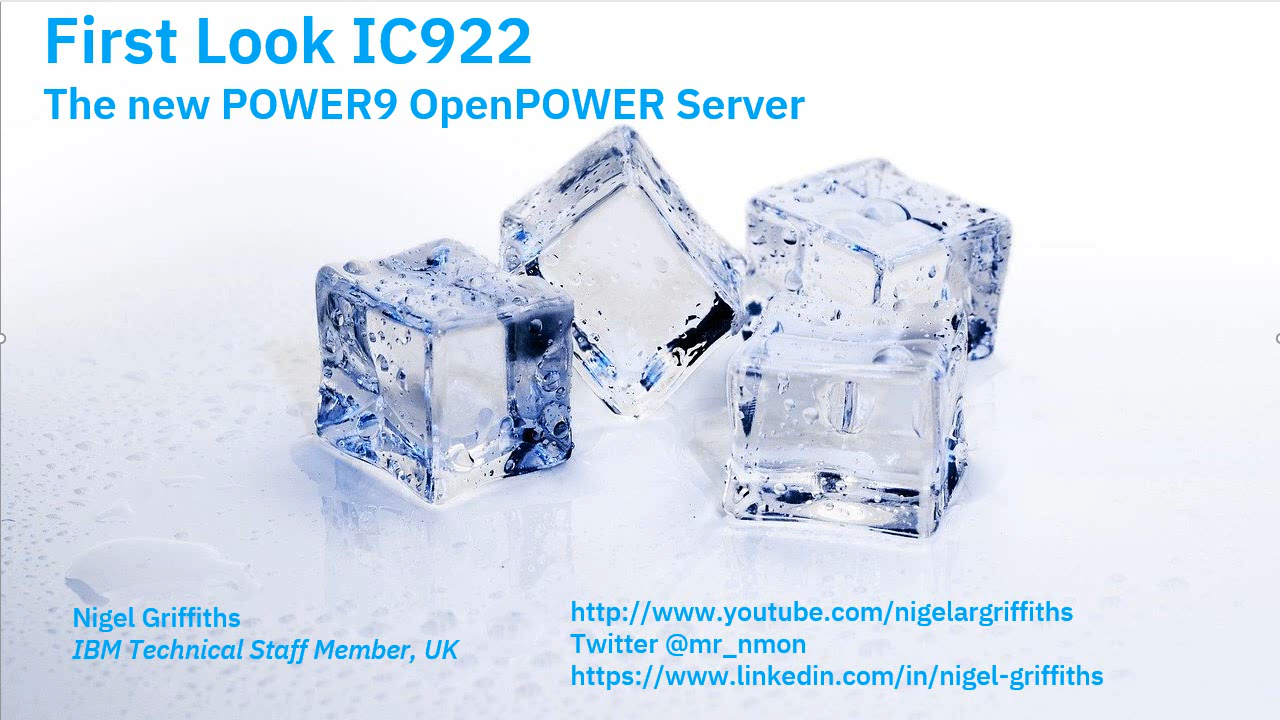 First Look IC922
The new POWER9 OpenPOWER Server
Nigel Griffiths
IBM Technical Staff Member, UK
http://www.youtube.com/nigelargriffiths
Twitter @mr_nmon
https://www.linkedin.com/in/nigel-griffiths